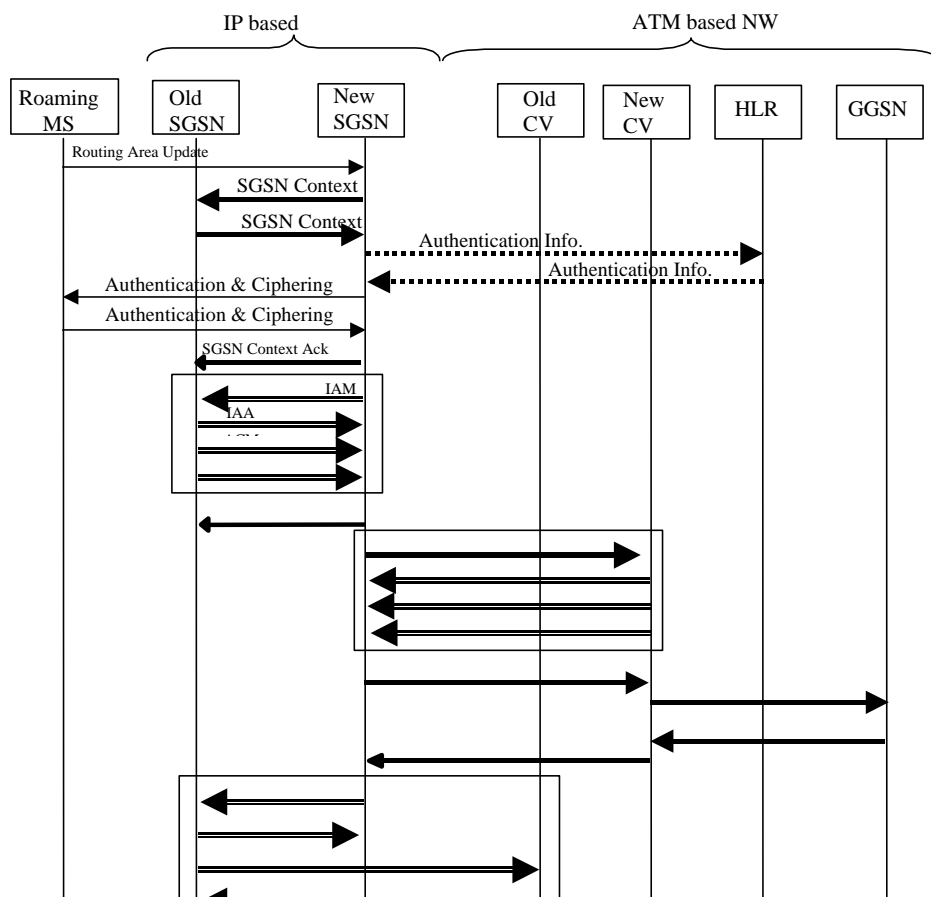 IP based
ATM based NW
Roaming
MS
Old
SGSN
New
SGSN
Old
CV
New
CV
HLR
GGSN
Routing Area Update
SGSN Context
SGSN Context
Authentication Info.
Authentication Info.
Authentication & Ciphering
Authentication & Ciphering
SGSN Context Ack
IAM
IAA